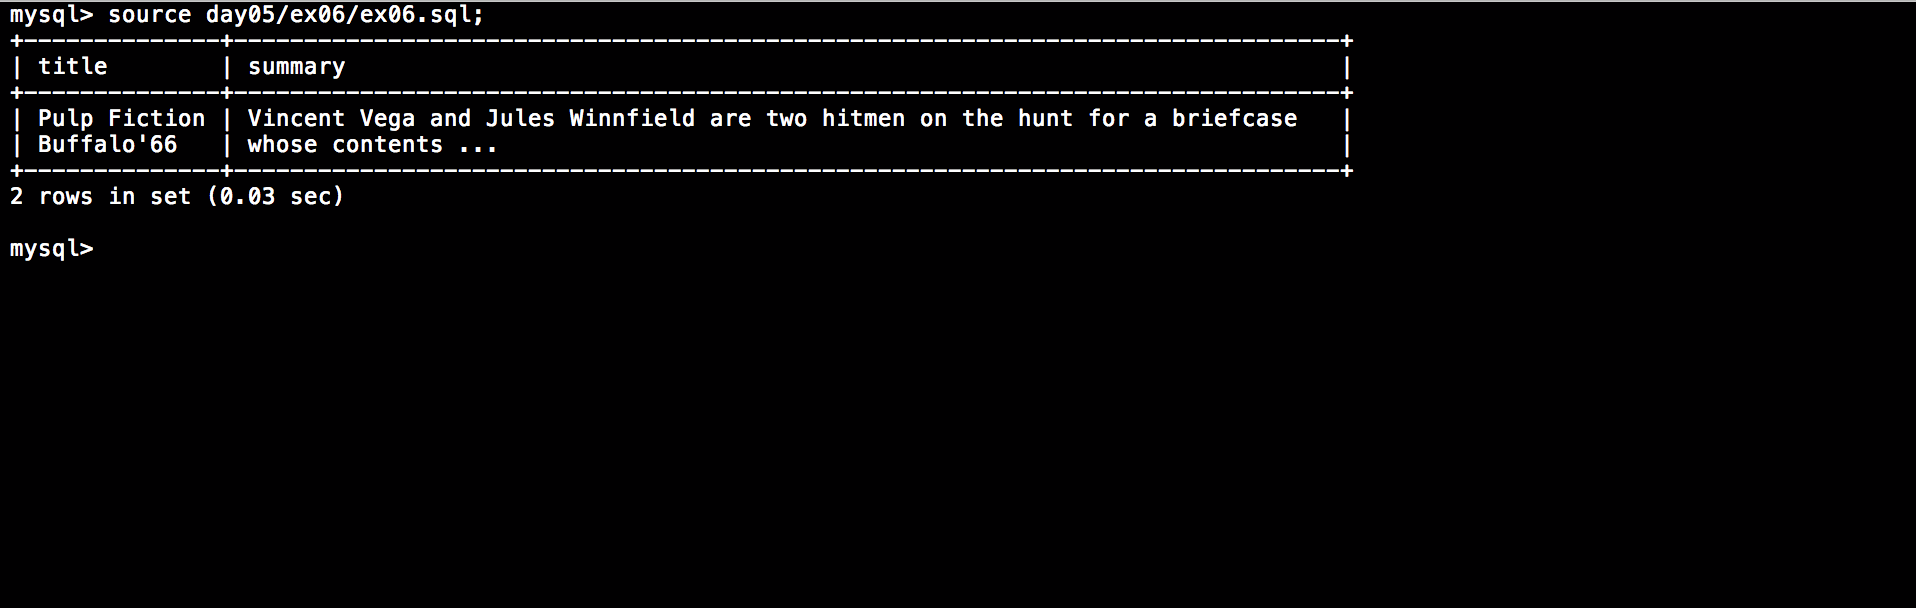 mysql> source day05/ex06/ex06.sql;
+--------------+-------------------------------------------------------------------------------+
| title        | summary                                                                       |
+--------------+-------------------------------------------------------------------------------+
| Pulp Fiction | Vincent Vega and Jules Winnfield are two hitmen on the hunt for a briefcase   |
| Buffalo'66   | whose contents ...                                                            |
+--------------+-------------------------------------------------------------------------------+
2 rows in set (0.03 sec)
mysql>